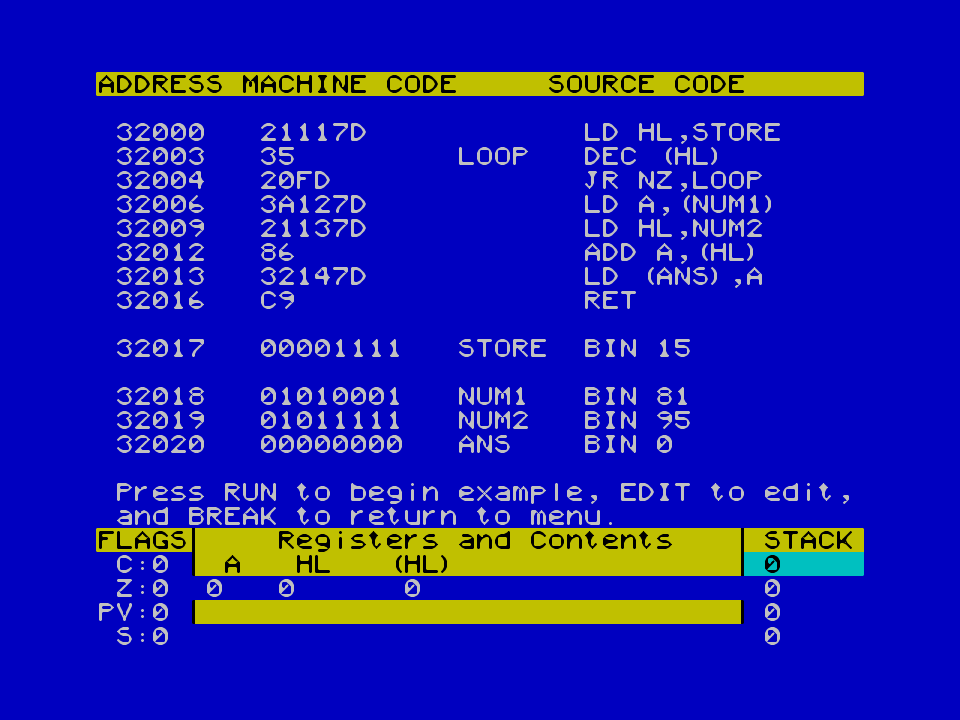 ADDRESS MACHINE CODE SOURCE CODE
32000 21117D LD HL,STORE
32003 35 LOOP DEC (HL)
32004 20FD JR NZ,LOOP
32006 3A127D LD A,(NUM1)
32009 21137D LD HL,NUM2
32012 86 ADD A,(HL)
32013 32147D LD (ANS),A
32016 C9 RET
32017 00001111 STORE BIN 15
32018 01010001 NUM1 BIN 81
32019 01011111 NUM2 BIN 95
32020 00000000 ANS BIN 0
Press RUN to begin example, EDIT to edit,
and BREAK to return to menu.
FLAGS Registers and Contents STACK
C:0 A HL (HL) 0
Z:0 0 0 0 0
PV:0 0
S:0 0